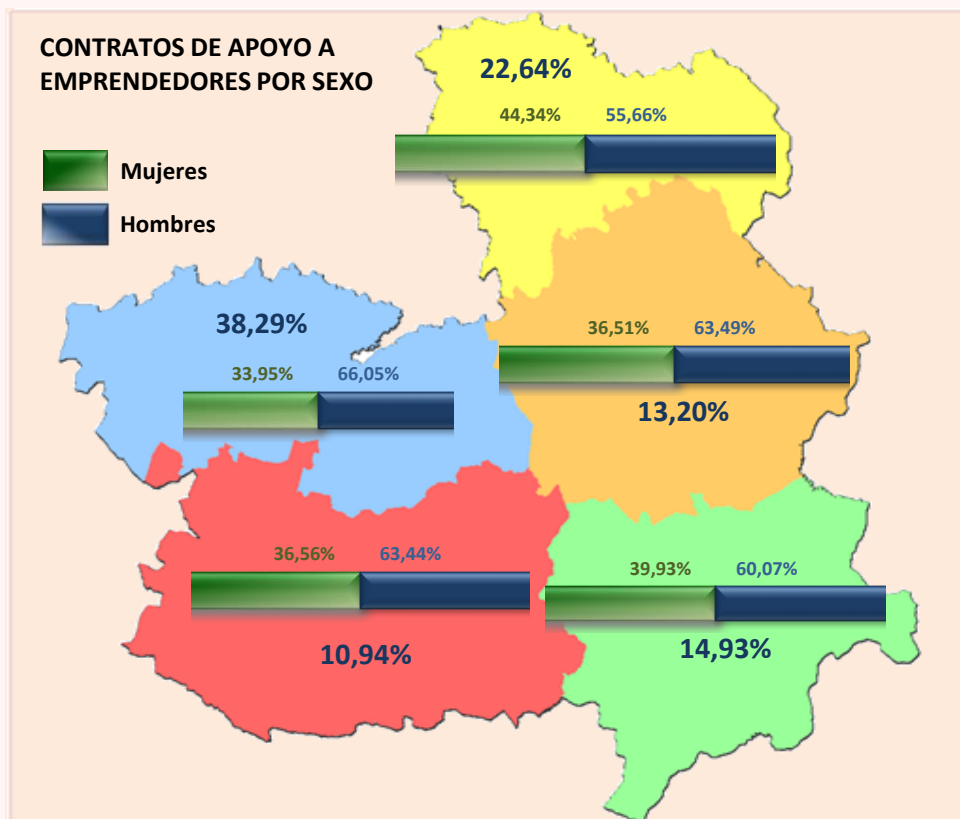 CONTRATOS DE APOYO A
EMPRENDEDORES POR SEXO
Mujeres
Hombres
22,64%
44,34% 55,66%
38,29%
33,95% 66,05%
36,51% 63,49%
13,20%
36,56% 63,44%
10,94%
39,93% 60,07%
14,93%